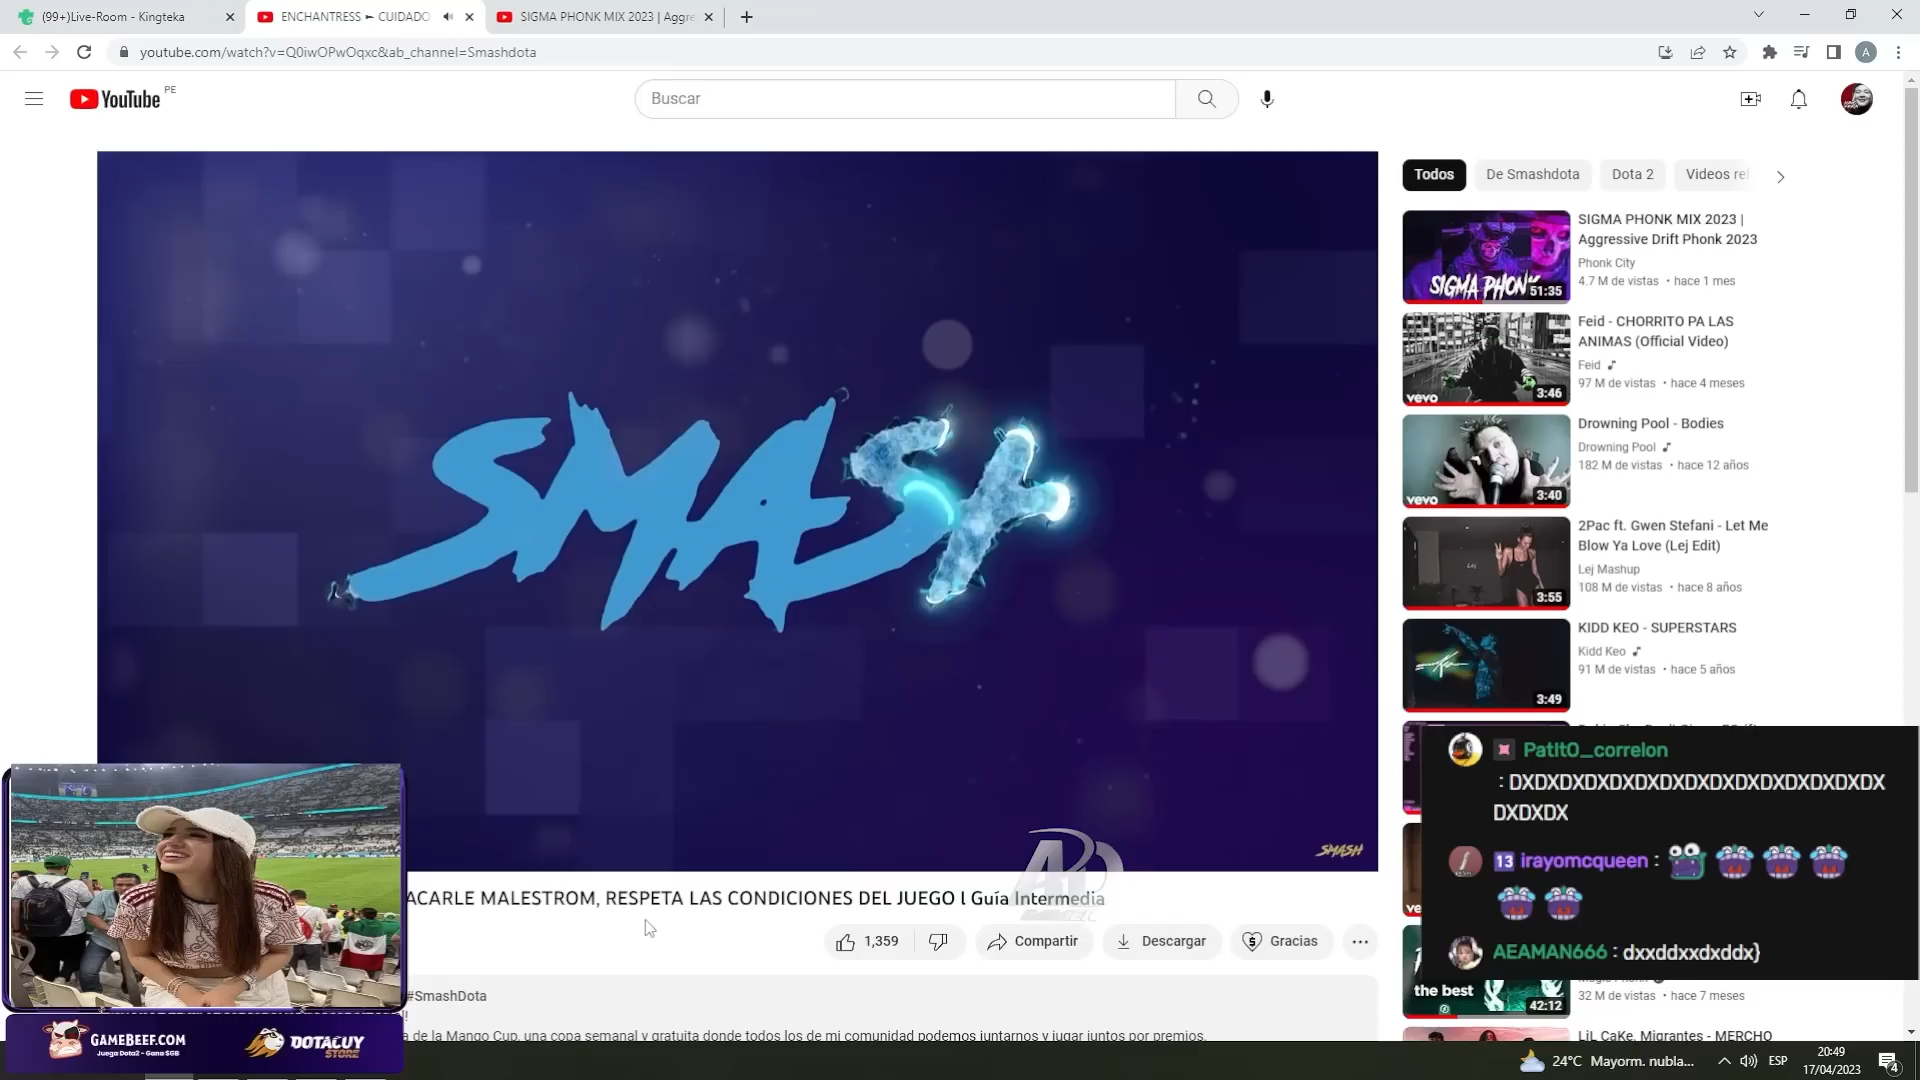 (99+)Live-Room - Kingteka
ENCHANTRESS ► CUIDADO
SIGMA PHONK MIX 2023 | Aggre
youtube.com/watch?v=Q0iwOPwOqxc&ab_channel=Smashdota
A
YouTube PE
Buscar
SMASH
SMASH
ACARLE MALESTROM, RESPETA LAS CONDICIONES DEL JUEGO l Guía Intermedia
1,359
Compartir
Descargar
Gracias
#SmashDota
de la Mango Cup, una copa semanal y gratuita donde todos los de mi comunidad podemos juntarnos y jugar juntos por premios.
Todos
De Smashdota
Dota 2
Videos rel
SIGMA PHONK MIX 2023 |
Aggressive Drift Phonk 2023
Phonk City
4.7 M de vistas • hace 1 mes
SIGMA PHONK
51:35
Feid - CHORRITO PA LAS
ANIMAS (Official Video)
Feid
97 M de vistas • hace 4 meses
vevo
3:46
Drowning Pool - Bodies
Drowning Pool
182 M de vistas • hace 12 años
vevo
3:40
2Pac ft. Gwen Stefani - Let Me
Blow Ya Love (Lej Edit)
Lej Mashup
108 M de vistas • hace 8 años
3:55
KIDD KEO - SUPERSTARS
Kidd Keo
91 M de vistas • hace 5 años
3:49
PatItO_correlon
: DXDXDXDXDXDXDXDXDXDXDXDXDXDXDX
DXDXDX
13 irayomcqueen :
AEAMAN666 : dxxddxxdxddx}
ve
the best
42:12
32 M de vistas • hace 7 meses
LiL CaKe, Migrantes - MERCHO
GAMEBEEF.COM
Juega Dota2 - Gana $GB
DOTACUY
STORE
24°C Mayorm. nubla...
ESP
20:49
17/04/2023
4